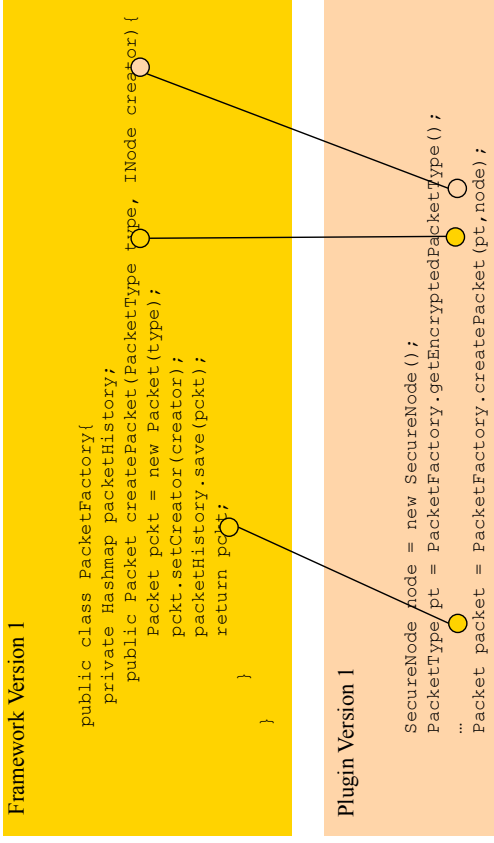 Framework Version 1
public class PacketFactory{
private Hashmap packetHistory;
public Packet createPacket(PacketType type, INode creator){
Packet pckt = new Packet(type);
pckt.setCreator(creator);
packetHistory.save(pckt);
return pckt;
}
}
Plugin Version 1
SecureNode node = new SecureNode();
PacketType pt = PacketFactory.getEncryptedPacketType();
…
Packet packet = PacketFactory.createPacket(pt,node);